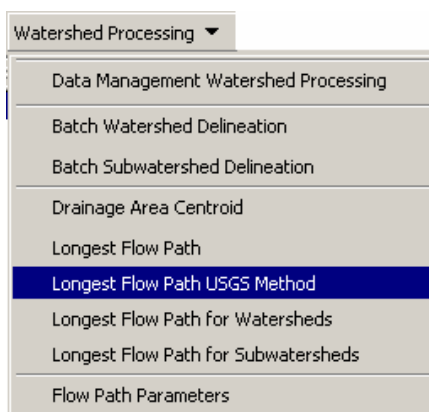 Watershed Processing
Data Management Watershed Processing
Batch Watershed Delineation
Batch Subwatershed Delineation
Drainage Area Centroid
Longest Flow Path
Longest Flow Path USGS Method
Longest Flow Path for Watersheds
Longest Flow Path for Subwatersheds
Flow Path Parameters